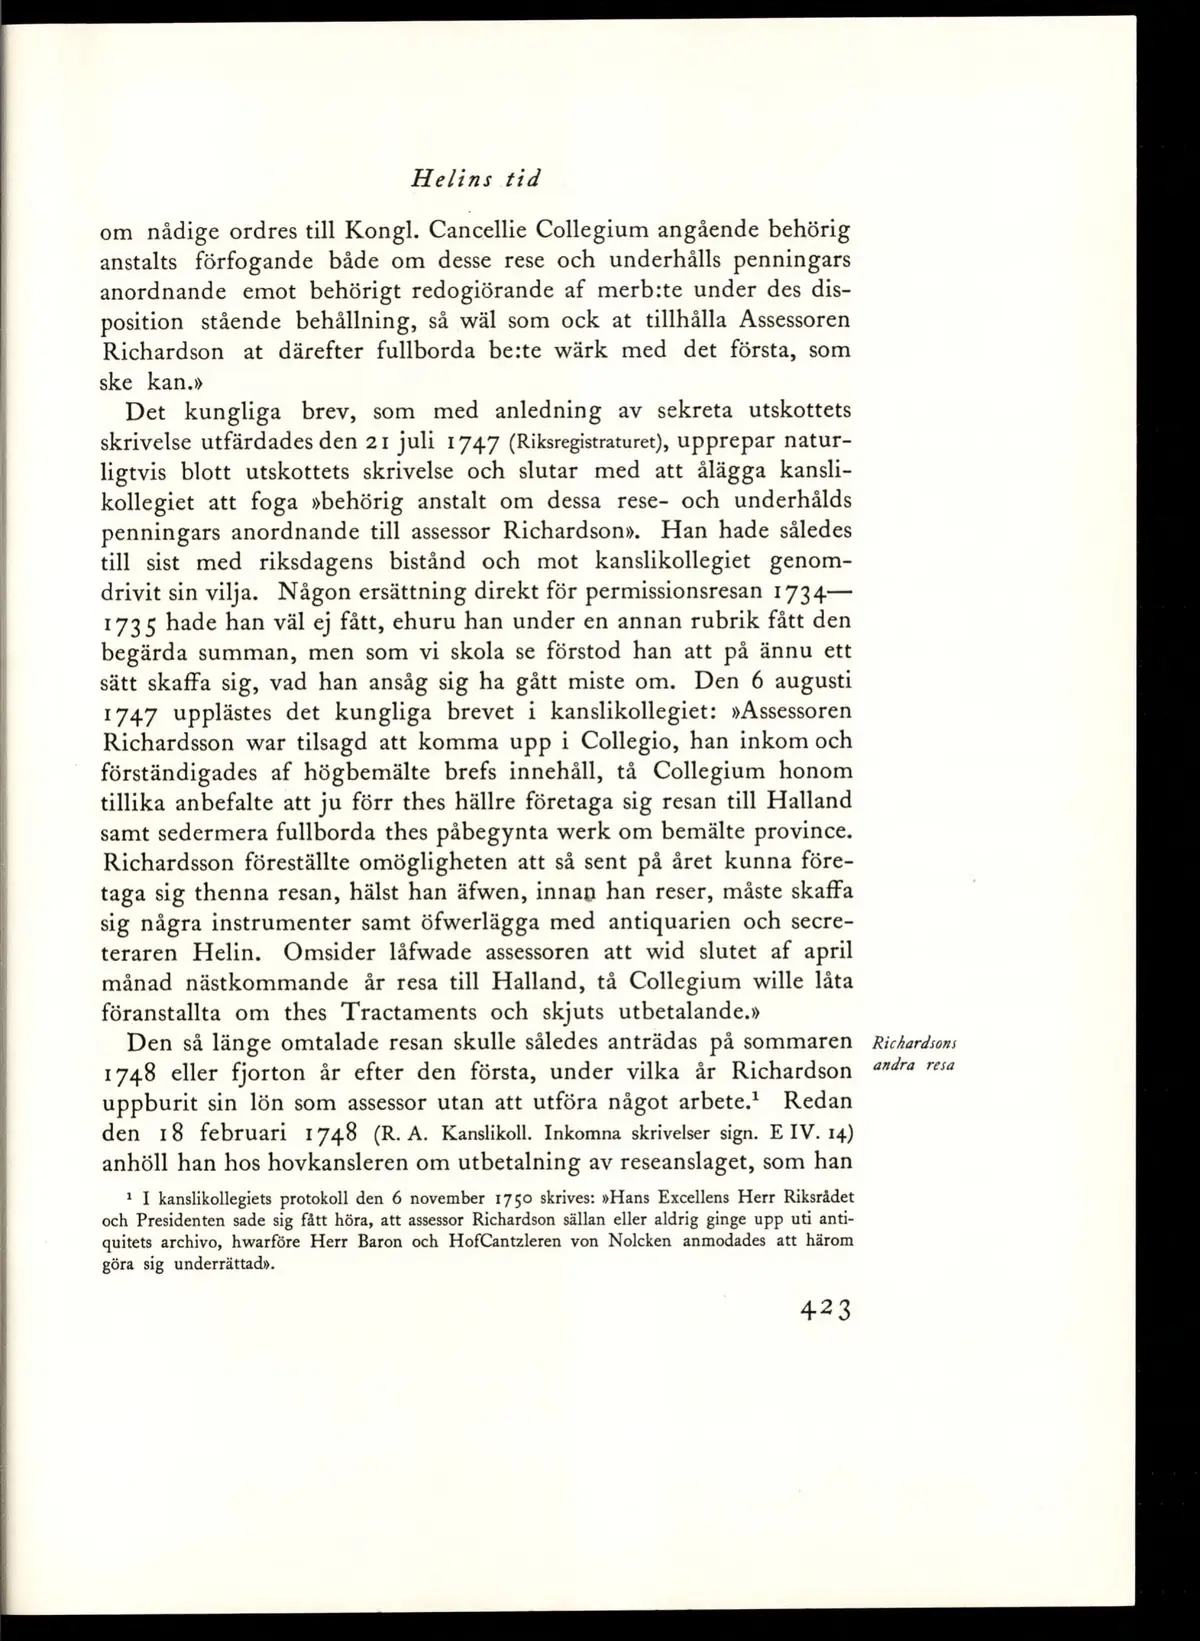 Helins tid
om nådige ordres till Kongl. Cancellie Collegium angående behörig
anstalts förfogande både om desse rese och underhålls penningars
anordnande emot behörigt redogiörande af merb:te under des dis-
position stående behållning, så wäl som ock at tillhålla Assessoren
Richardson at därefter fullborda be:te wärk med det första, som
ske kan.»
Det kungliga brev, som med anledning av sekreta utskottets
skrivelse utfärdades den 21 juli 1747 (Riksregistraturet), upprepar natur-
ligtvis blott utskottets skrivelse och slutar med att ålägga kansli-
kollegiet att foga »behörig anstalt om dessa rese- och underhålds
penningars anordnande till assessor Richardson». Han hade således
till sist med riksdagens bistånd och mot kanslikollegiet genom-
drivit sin vilja. Någon ersättning direkt för permissionsresan 1734—
1735 hade han väl ej fått, ehuru han under en annan rubrik fått den
begärda summan, men som vi skola se förstod han att på ännu ett
sätt skaffa sig, vad han ansåg sig ha gått miste om. Den 6 augusti
1747 upplästes det kungliga brevet i kanslikollegiet: »Assessoren
Richardsson war tilsagd att komma upp i Collegio, han inkom och
förständigades af högbemälte brefs innehåll, tå Collegium honom
tillika anbefalte att ju förr thes hällre företaga sig resan till Halland
samt sedermera fullborda thes påbegynta werk om bemälte province.
Richardsson föreställte omögligheten att så sent på året kunna före-
taga sig thenna resan, hälst han äfwen, innan han reser, måste skaffa
sig några instrumenter samt öfwerlägga med antiquarien och secre-
teraren Helin. Omsider låfwade assessoren att wid slutet af april
månad nästkommande år resa till Halland, tå Collegium wille låta
föranstallta om thes Tractaments och skjuts utbetalande.»
Den så länge omtalade resan skulle således anträdas på sommaren
1748 eller fjorton år efter den första, under vilka år Richardson
uppburit sin lön som assessor utan att utföra något arbete.¹ Redan
den 18 februari 1748 (R. A. Kanslikoll. Inkomna skrivelser sign. E IV. 14)
anhöll han hos hovkansleren om utbetalning av reseanslaget, som han
Richardsons
andra resa
¹ I kanslikollegiets protokoll den 6 november 1750 skrives: »Hans Excellens Herr Riksrådet
och Presidenten sade sig fått höra, att assessor Richardson sällan eller aldrig ginge upp uti anti-
quitets archivo, hwarföre Herr Baron och HofCantzleren von Nolcken anmodades att härom
göra sig underrättad».
423